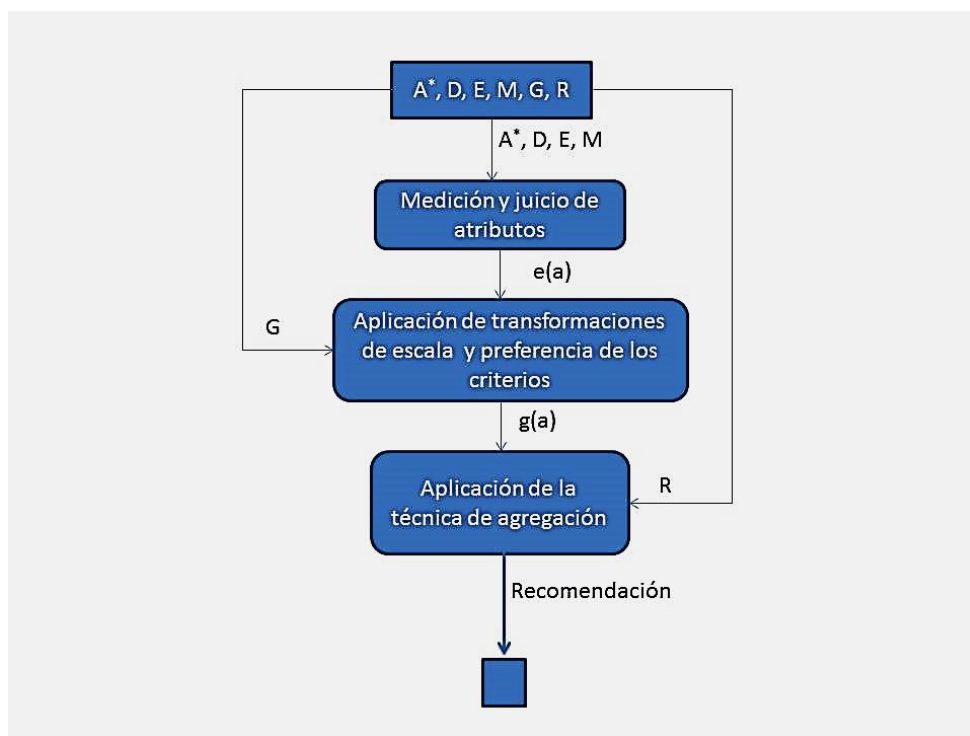 A*, D, E, M, G, R
A*, D, E, M
Medición y juicio de
atributos
e(a)
G
Aplicación de transformaciones
de escala y preferencia de los
criterios
g(a)
Aplicación de la
técnica de agregación
R
Recomendación